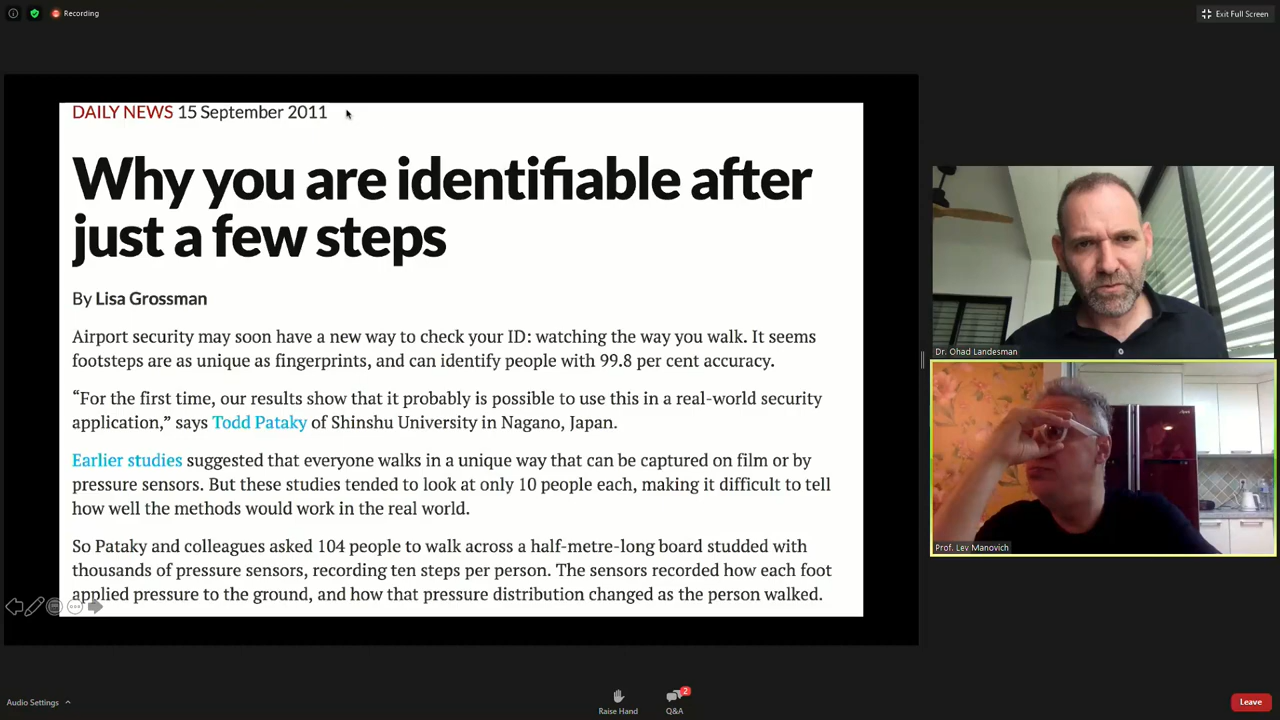 Recording
Exit Full Screen
DAILY NEWS 15 September 2011
Why you are identifiable after
just a few steps
By Lisa Grossman
Airport security may soon have a new way to check your ID: watching the way you walk. It seems
footsteps are as unique as fingerprints, and can identify people with 99.8 per cent accuracy.
“For the first time, our results show that it probably is possible to use this in a real-world security
application,” says Todd Pataky of Shinshu University in Nagano, Japan.
Earlier studies suggested that everyone walks in a unique way that can be captured on film or by
pressure sensors. But these studies tended to look at only 10 people each, making it difficult to tell
how well the methods would work in the real world.
So Pataky and colleagues asked 104 people to walk across a half-metre-long board studded with
thousands of pressure sensors, recording ten steps per person. The sensors recorded how each foot
applied pressure to the ground, and how that pressure distribution changed as the person walked.
Dr. Ohad Landesman
Prof. Lev Manovich
Audio Settings
Raise Hand
2
Q&A
Leave